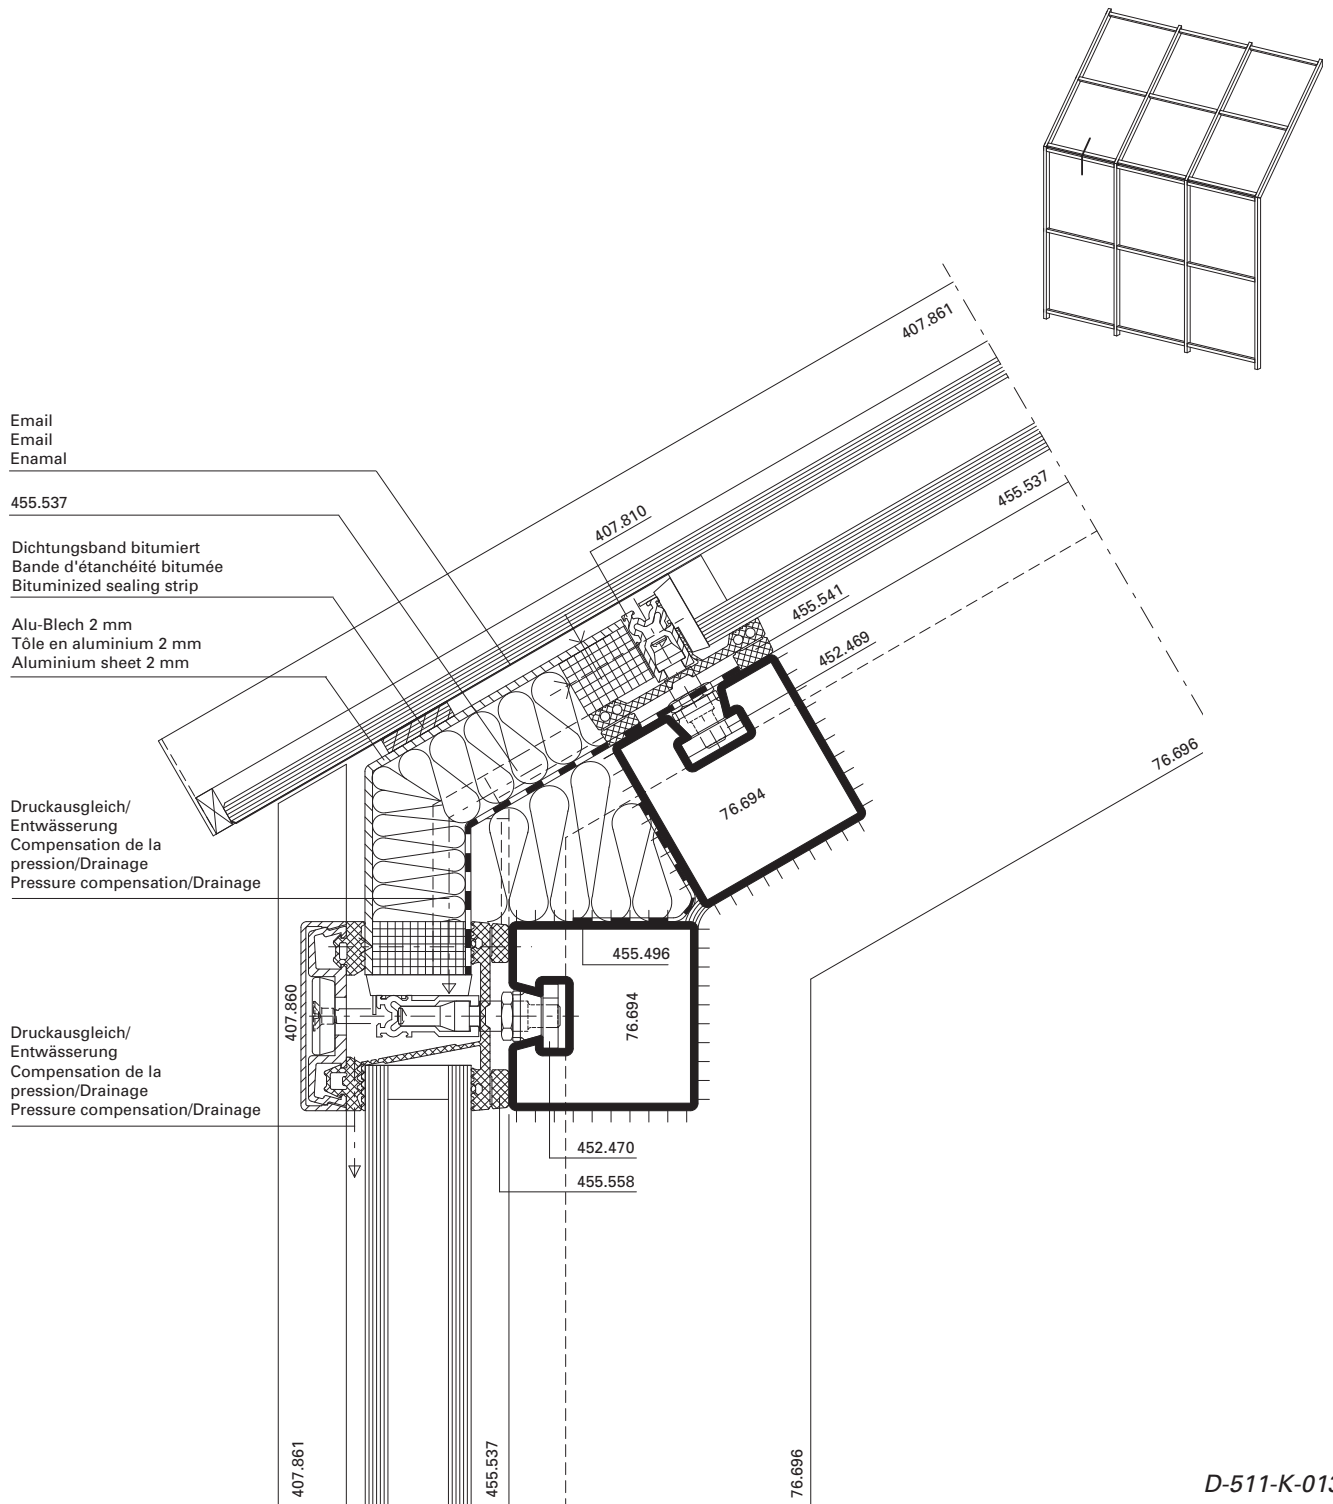 407.861
Email
Email
Enamal
455.537
455.537
407.810
Dichtungsband bitumiert
Bande d'étanchéité bitumée
Bituminized sealing strip
455.541
Alu-Blech 2 mm
Tôle en aluminium 2 mm
Aluminium sheet 2 mm
452.469
76.696
76.694
Druckausgleich/
Entwässerung
Compensation de la
pression/Drainage
Pressure compensation/Drainage
455.496
407.860
76.694
Druckausgleich/
Entwässerung
Compensation de la
pression/Drainage
Pressure compensation/Drainage
452.470
455.558
407.861
455.537
76.696
D-511-K-013